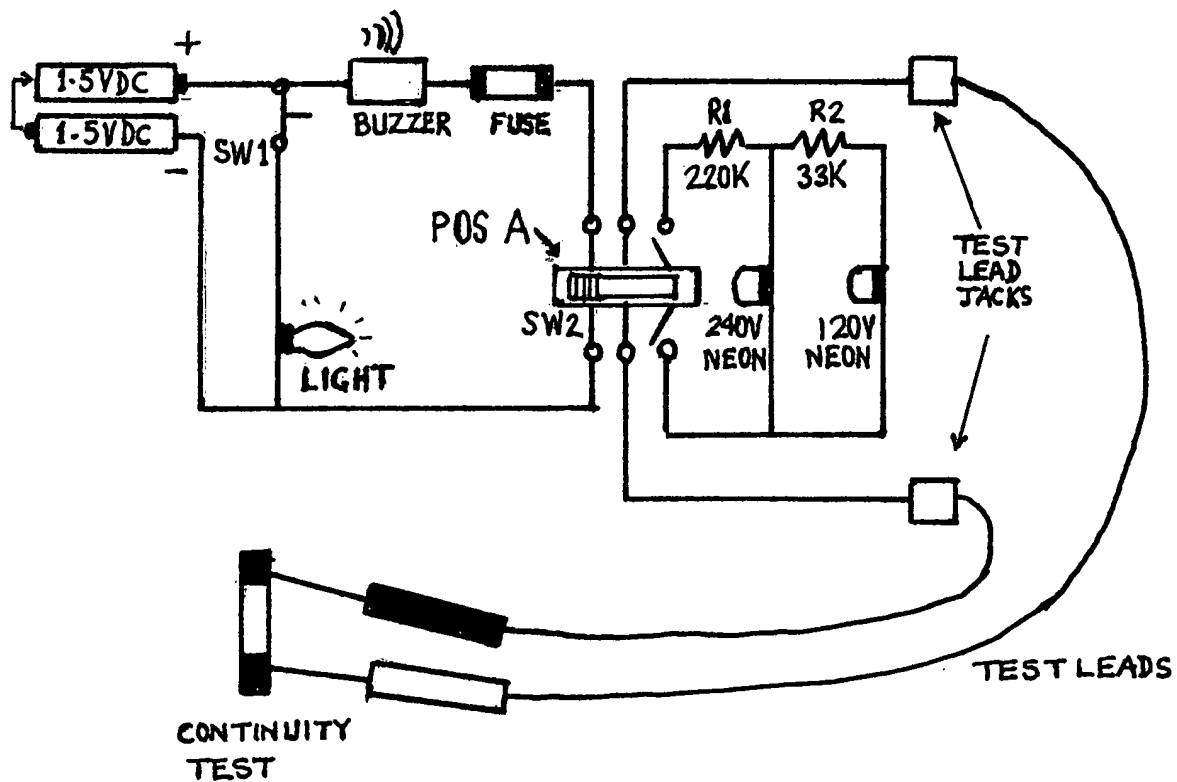 +
1.5VDC
1.5VDC
-
SW1
BUZZER
FUSE
R1
220K
R2
33K
POS A
SW2
LIGHT
240V
NEON
120V
NEON
TEST
LEAD
JACKS
TEST LEADS
CONTINUITY
TEST